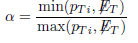 α = min(p_{Ti}, E̸_T) / max(p_{Ti}, E̸_T)